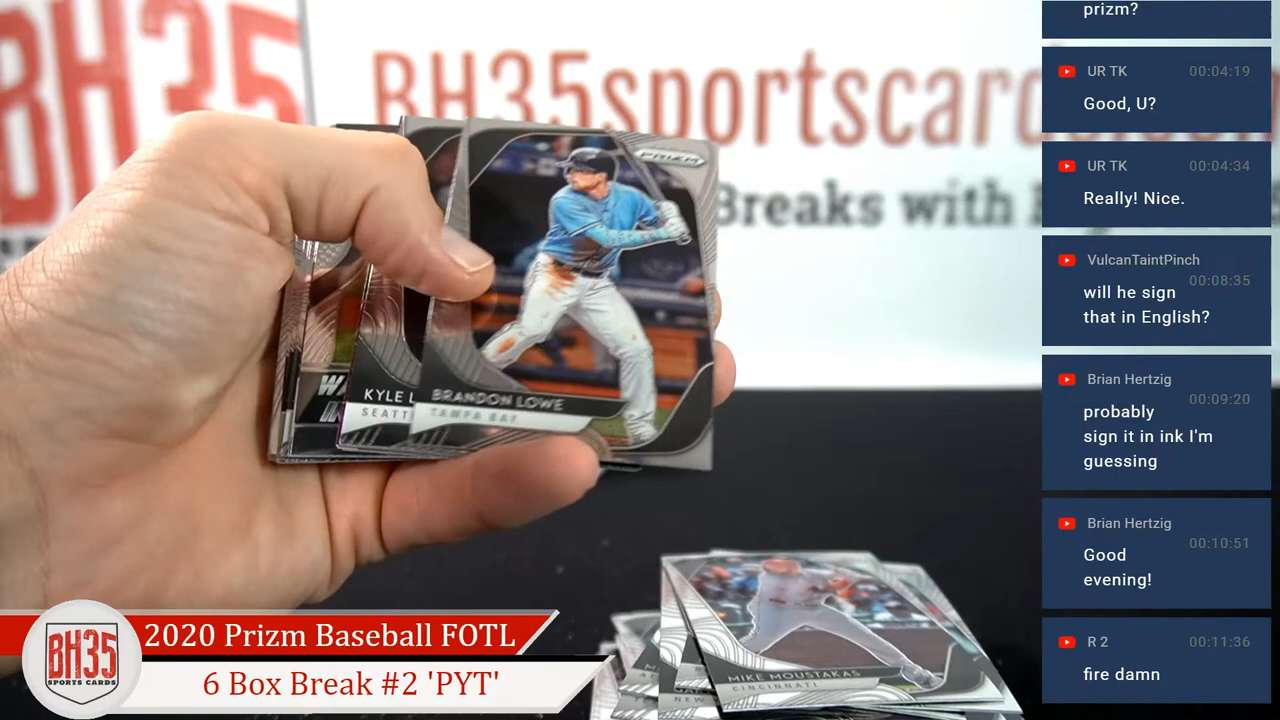 BH35
BH35sportscard
Breaks with
PRIZM
KYLE L
SEATT
BRANDON LOWE
TAMPA BAY
MIKE MOUSTAKAS
CINCINNATI
NEW
BH35
SPORTS CARDS
2020 Prizm Baseball FOTL
6 Box Break #2 'PYT'
prizm?
UR TK 00:04:19
Good, U?
UR TK 00:04:34
Really! Nice.
VulcanTaintPinch
00:08:35
will he sign
that in English?
Brian Hertzig
00:09:20
probably
sign it in ink I'm
guessing
Brian Hertzig
00:10:51
Good
evening!
R 2 00:11:36
fire damn